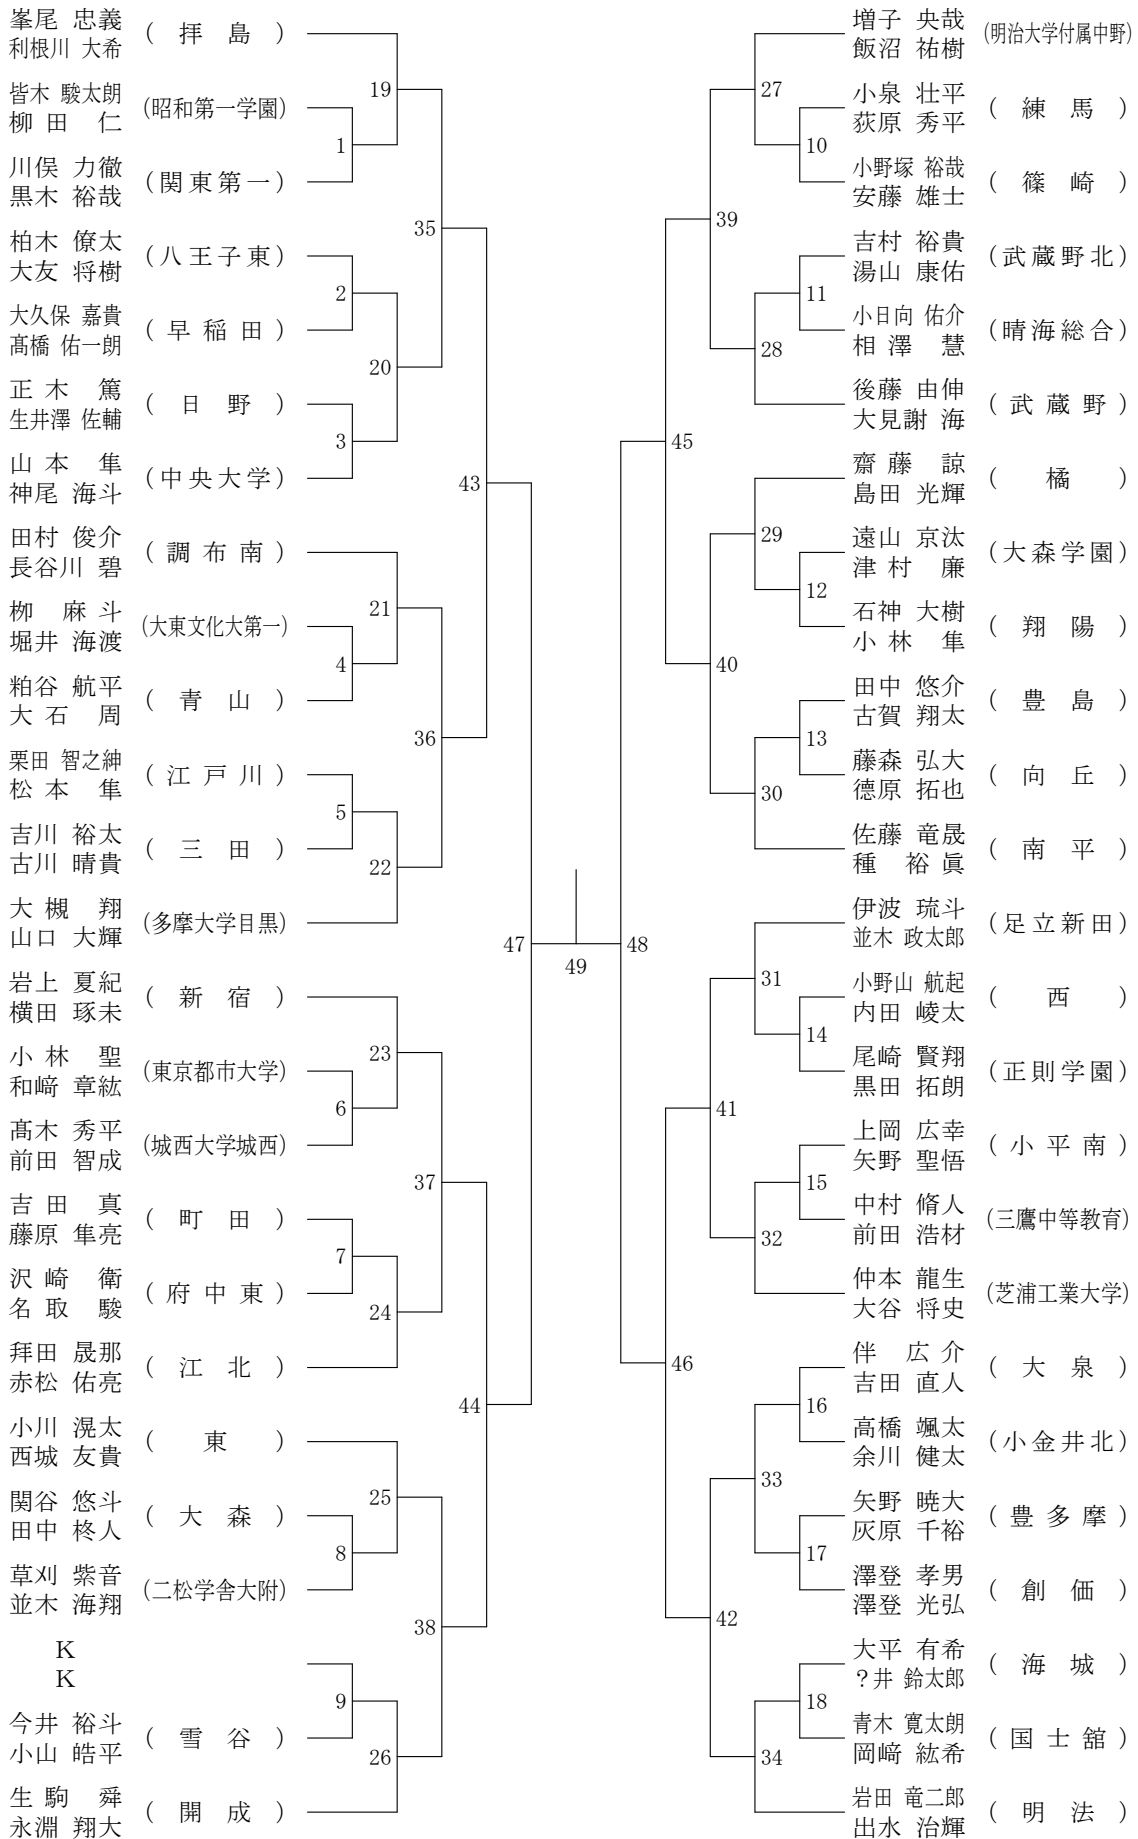 峯尾 忠義
利根川 大希
( 拝 島 )
皆木 駿太朗
柳 田 仁
(昭和第一学園)
川俣 力徹
黒木 裕哉
(関東第一)
柏木 僚太
大友 将樹
(八王子東)
大久保 嘉貴
髙橋 佑一朗
(早稲田)
正 木 篤
生井澤 佐輔
( 日 野 )
山 本 隼
神尾 海斗
(中央大学)
田村 俊介
長谷川 碧
(調布南)
栁 麻 斗
堀井 海渡
(大東文化大第一)
粕谷 航平
大 石 周
( 青 山 )
栗田 智之紳
松 本 隼
(江戸川)
吉川 裕太
古川 晴貴
( 三 田 )
大 槻 翔
山口 大輝
(多摩大学目黒)
岩上 夏紀
横田 琢未
( 新 宿 )
小 林 聖
和﨑 章紘
(東京都市大学)
髙木 秀平
前田 智成
(城西大学城西)
吉 田 真
藤原 隼亮
( 町 田 )
沢 崎 衛
名 取 駿
(府中東)
拜田 晟那
赤松 佑亮
( 江 北 )
小川 滉太
西城 友貴
( 東 )
関谷 悠斗
田中 柊人
( 大 森 )
草刈 紫音
並木 海翔
(二松学舎大附)
K
K
今井 裕斗
小山 皓平
( 雪 谷 )
生 駒 舜
永淵 翔大
( 開 成 )
19
1
35
2
20
3
43
21
4
36
5
22
47
23
6
37
7
24
44
25
8
38
9
26
49
48
27
10
39
11
28
45
29
12
40
13
30
31
14
41
15
32
46
16
33
17
42
18
34
増子 央哉
飯沼 祐樹
(明治大学付属中野)
小泉 壮平
荻原 秀平
( 練 馬 )
小野塚 裕哉
安藤 雄士
( 篠 崎 )
吉村 裕貴
湯山 康佑
(武蔵野北)
小日向 佑介
相 澤 慧
(晴海総合)
後藤 由伸
大見謝 海
(武蔵野)
齋 藤 諒
島田 光輝
( 橘 )
遠山 京汰
津 村 廉
(大森学園)
石神 大樹
小 林 隼
( 翔 陽 )
田中 悠介
古賀 翔太
( 豊 島 )
藤森 弘大
德原 拓也
( 向 丘 )
佐藤 竜晟
種 裕 眞
( 南 平 )
伊波 琉斗
並木 政太郎
(足立新田)
小野山 航起
内田 崚太
( 西 )
尾崎 賢翔
黒田 拓朗
(正則学園)
上岡 広幸
矢野 聖悟
(小平南)
中村 脩人
前田 浩材
(三鷹中等教育)
仲本 龍生
大谷 将史
(芝浦工業大学)
伴 広 介
吉田 直人
( 大 泉 )
高橋 颯太
余川 健太
(小金井北)
矢野 暁大
灰原 千裕
(豊多摩)
澤登 孝男
澤登 光弘
( 創 価 )
大平 有希
?井 鈴太郎
( 海 城 )
青木 寛太朗
岡﨑 紘希
(国士舘)
岩田 竜二郎
出水 治輝
( 明 法 )